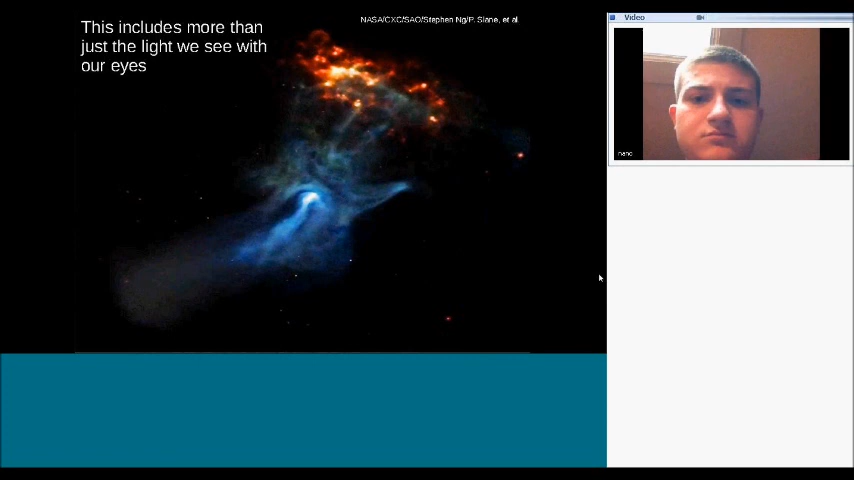 This includes more than
just the light we see with
our eyes
NASA/CXC/SAO/Stephen Ng/P. Slane, et al.
Video
nano